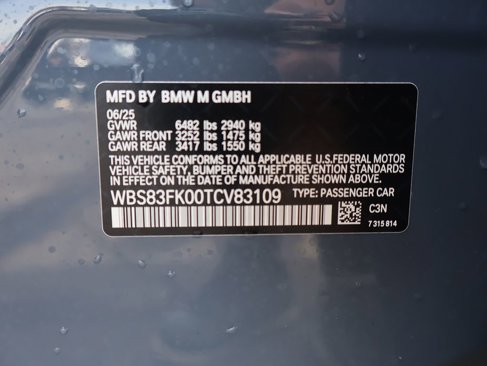 MFD BY BMW M GMBH
06/25
GVWR 6482 lbs 2940 kg
GAWR FRONT 3252 lbs 1475 kg
GAWR REAR 3417 lbs 1550 kg
THIS VEHICLE CONFORMS TO ALL APPLICABLE U.S.FEDERAL MOTOR
VEHICLE SAFETY, BUMPER AND THEFT PREVENTION STANDARDS
IN EFFECT ON THE DATE OF MANUFACTURE SHOWN ABOVE.
WBS83FK00TCV83109 TYPE: PASSENGER CAR
C3N
7 315 814